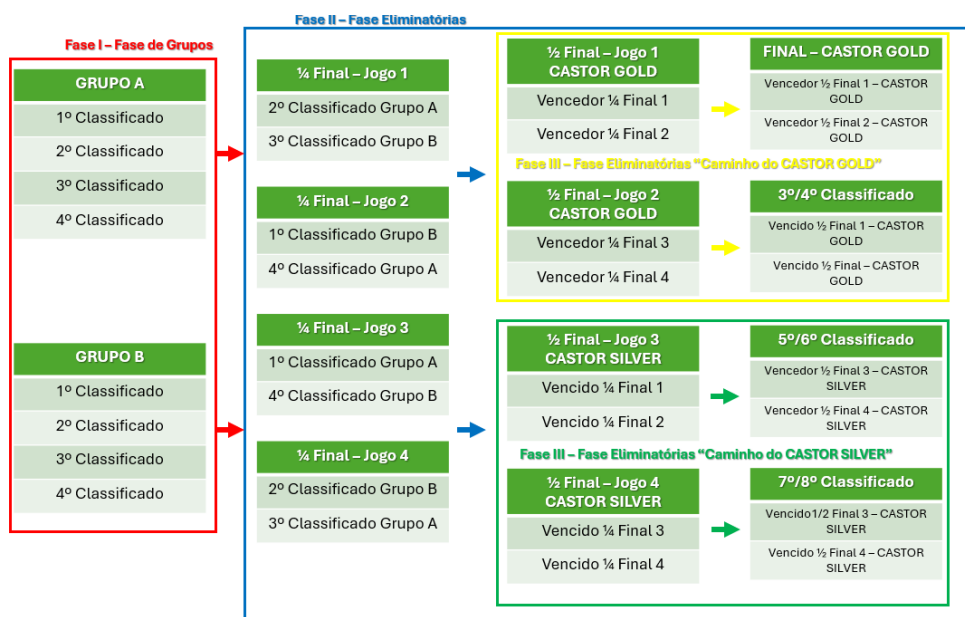 Fase II – Fase Eliminatórias
Fase I – Fase de Grupos
GRUPO A
1º Classificado
2º Classificado
3º Classificado
4º Classificado
GRUPO B
1º Classificado
2º Classificado
3º Classificado
4º Classificado
¼ Final – Jogo 1
2º Classificado Grupo A
3º Classificado Grupo B
¼ Final – Jogo 2
1º Classificado Grupo B
4º Classificado Grupo A
¼ Final – Jogo 3
1º Classificado Grupo A
4º Classificado Grupo B
¼ Final – Jogo 4
2º Classificado Grupo B
3º Classificado Grupo A
½ Final – Jogo 1
CASTOR GOLD
Vencedor ¼ Final 1
Vencedor ¼ Final 2
FINAL – CASTOR GOLD
Vencedor ½ Final 1 – CASTOR
GOLD
Vencedor ½ Final 2 – CASTOR
GOLD
Fase III – Fase Eliminatórias “Caminho do CASTOR GOLD”
½ Final – Jogo 2
CASTOR GOLD
Vencedor ¼ Final 3
Vencedor ¼ Final 4
3º/4º Classificado
Vencido ½ Final 1 – CASTOR
GOLD
Vencido ½ Final – CASTOR
GOLD
½ Final – Jogo 3
CASTOR SILVER
Vencido ¼ Final 1
Vencido ¼ Final 2
5º/6º Classificado
Vencedor ½ Final 3 – CASTOR
SILVER
Vencedor ½ Final 4 – CASTOR
SILVER
Fase III – Fase Eliminatórias “Caminho do CASTOR SILVER”
½ Final – Jogo 4
CASTOR SILVER
Vencido ¼ Final 3
Vencido ¼ Final 4
7º/8º Classificado
Vencido1/2 Final 3 – CASTOR
SILVER
Vencido ½ Final 4 – CASTOR
SILVER